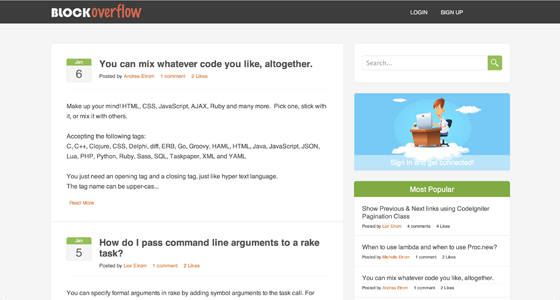 BLOCKoverflow
LOGIN SIGN UP
Jan
6
You can mix whatever code you like, altogether.
Posted by Andrea Elrom 1 comment 2 Likes
Make up your mind! HTML, CSS, JavaScript, AJAX, Ruby and many more. Pick one, stick with
it, or mix it with others.
Accepting the following tags:
C, C++, Clojure, CSS, Delphi, diff, ERB, Go, Groovy, HAML, HTML, Java, JavaScript, JSON,
Lua, PHP, Python, Ruby, Sass, SQL, Taskpaper, XML and YAML
You just need an opening tag and a closing tag, just like hyper text language.
The tag name can be upper-cas...
Read More
Jan
5
How do I pass command line arguments to a rake
task?
Posted by Lior Elrom 1 comment 2 Likes
You can specify formal arguments in rake by adding symbol arguments to the task call. For
Search...
Sign in and get connected!
Most Popular
Show Previous & Next links using CodeIgniter
Pagination Class
Posted by Lior Elrom 4 comments 4 Likes
When to use lambda and when to use Proc.new?
Posted by Michelle Elrom 1 comment 2 Likes
You can mix whatever code you like, altogether.
Posted by Andrea Elrom 1 comment 2 Likes